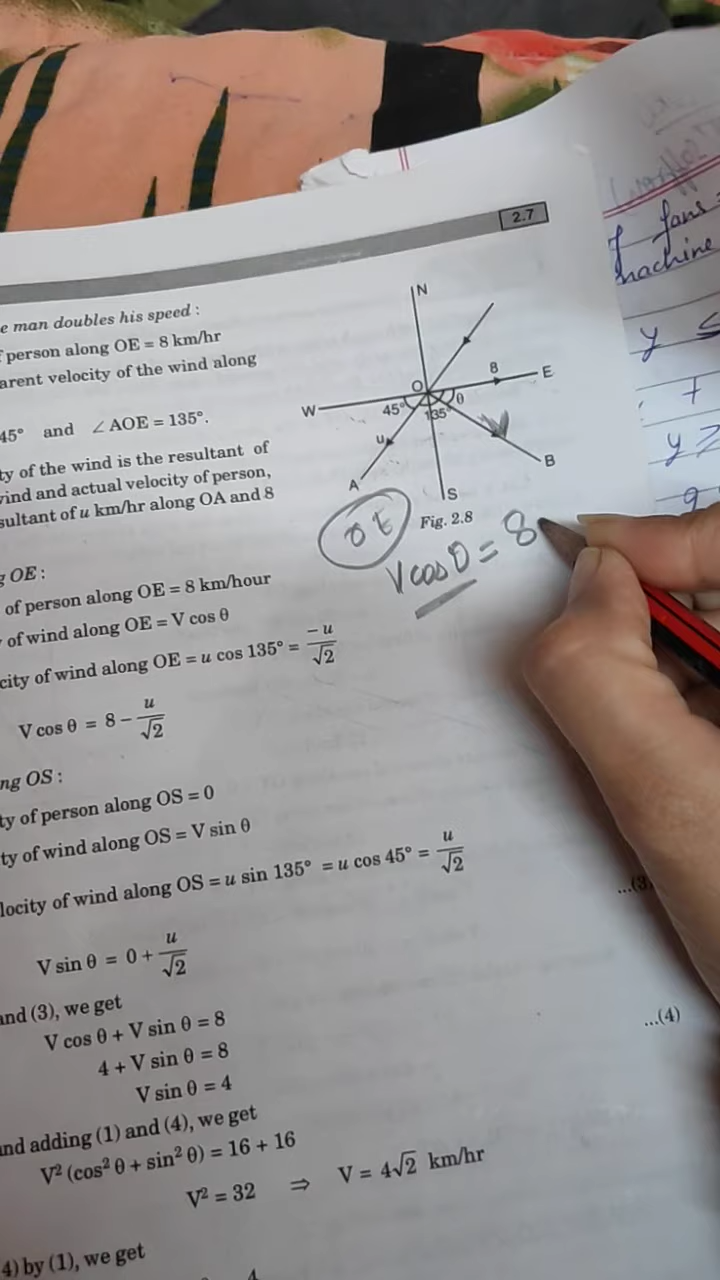 2.7
e man doubles his speed :
person along OE = 8 km/hr
arent velocity of the wind along
45° and ∠AOE = 135°.
ty of the wind is the resultant of
vind and actual velocity of person,
sultant of u km/hr along OA and 8
N
8
E
O
θ
W
45°
135°
u
V
B
A
S
Fig. 2.8
OE
V cos θ = 8
g OE :
of person along OE = 8 km/hour
of wind along OE = V cos θ
city of wind along OE = u cos 135° = −u/√2
V cos θ = 8 − u/√2
ng OS :
ty of person along OS = 0
ty of wind along OS = V sin θ
locity of wind along OS = u sin 135° = u cos 45° = u/√2
...(3)
V sin θ = 0 + u/√2
and (3), we get
V cos θ + V sin θ = 8
4 + V sin θ = 8
V sin θ = 4
...(4)
and adding (1) and (4), we get
V² (cos² θ + sin² θ) = 16 + 16
V² = 32 ⇒ V = 4√2 km/hr
4) by (1), we get
4
fans
machine
y ≤
+
y ≥